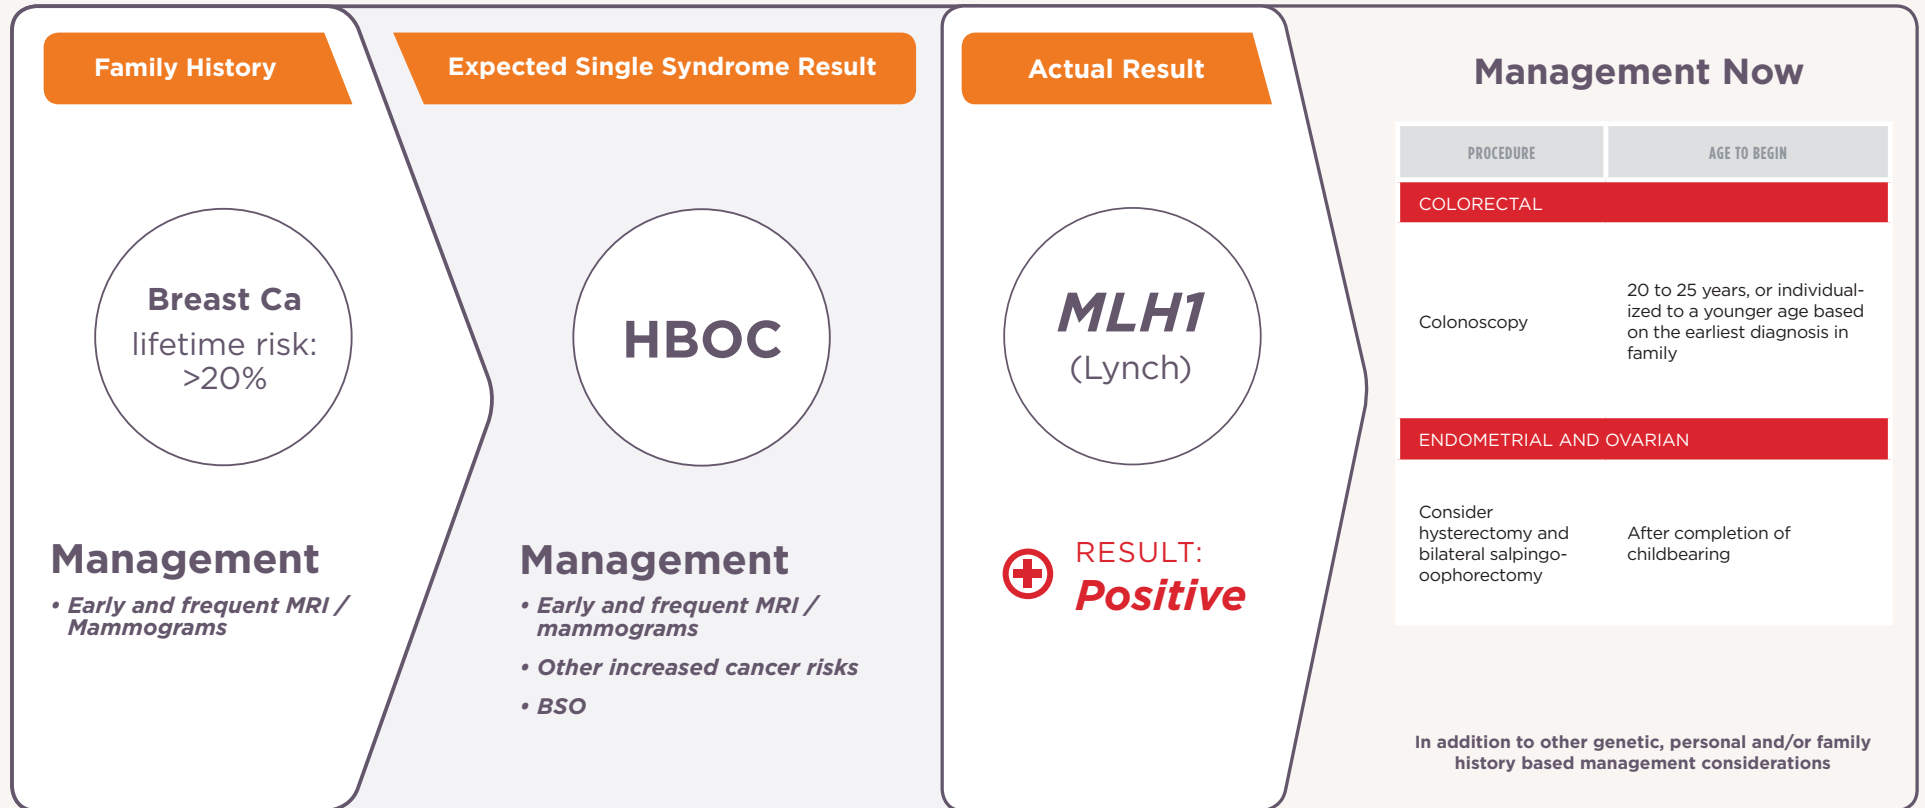 Family History
Breast Ca
lifetime risk:
>20%
Management
• Early and frequent MRI /
Mammograms
Expected Single Syndrome Result
HBOC
Management
• Early and frequent MRI /
mammograms
• Other increased cancer risks
• BSO
Actual Result
MLH1
(Lynch)
RESULT:
Positive
Management Now
PROCEDURE AGE TO BEGIN
COLORECTAL
Colonoscopy
20 to 25 years, or individual-
ized to a younger age based
on the earliest diagnosis in
family
ENDOMETRIAL AND OVARIAN
Consider
hysterectomy and
bilateral salpingo-
oophorectomy
After completion of
childbearing
In addition to other genetic, personal and/or family
history based management considerations